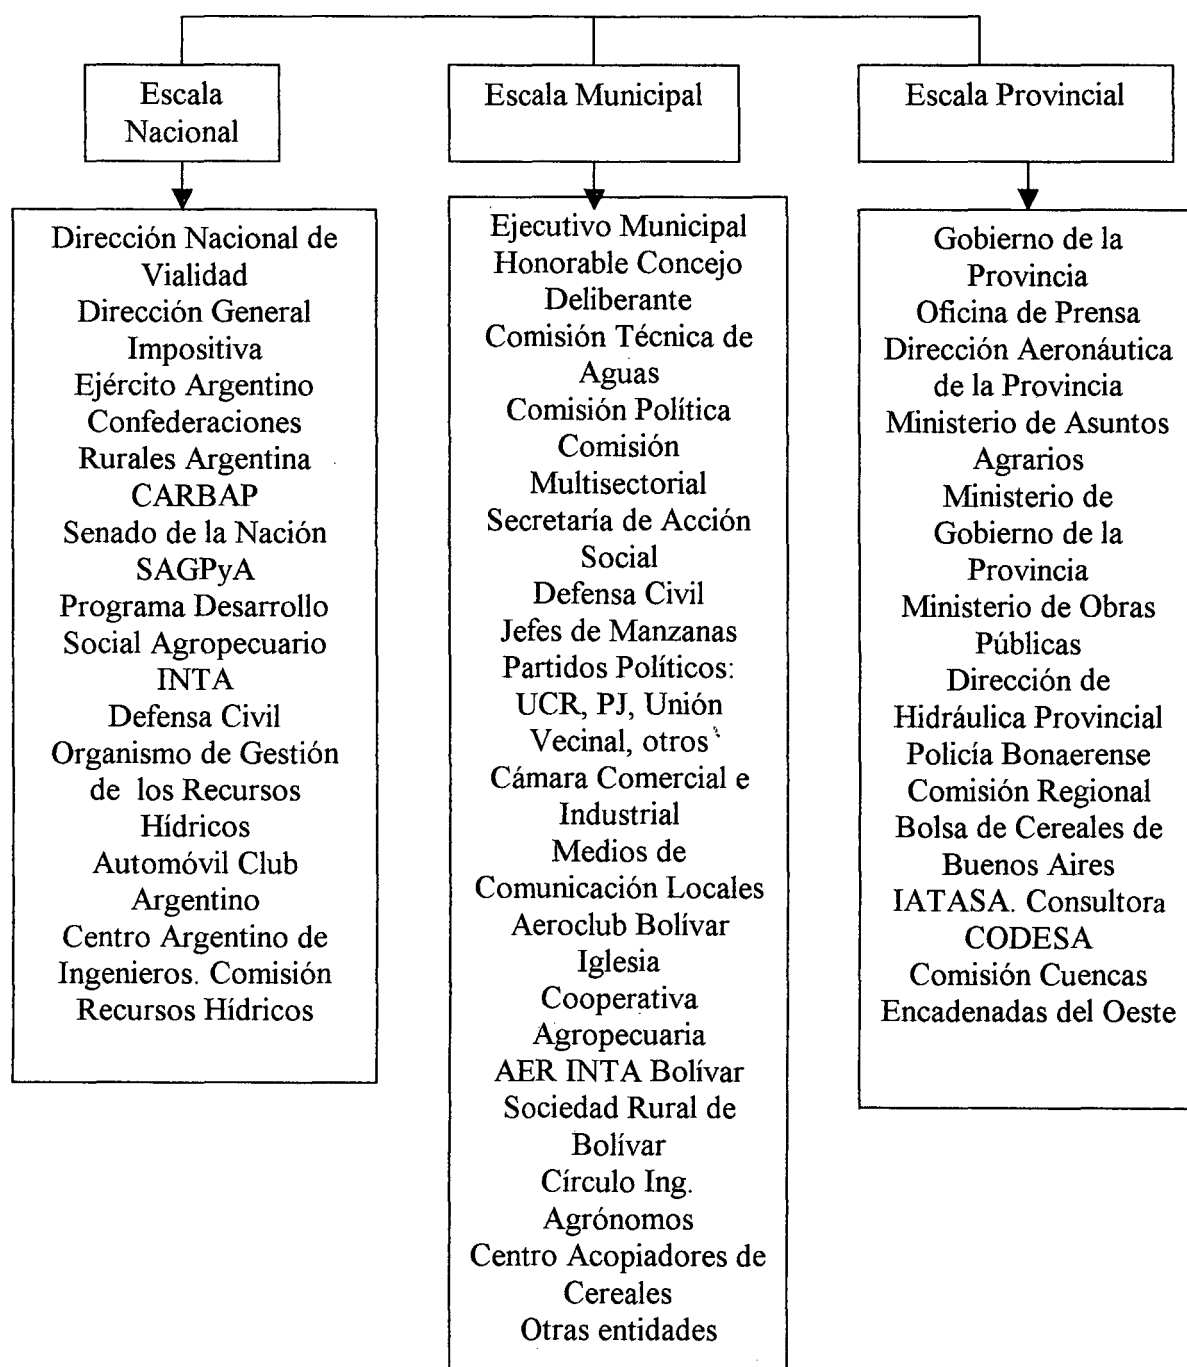 Escala
Nacional
Dirección Nacional de
Vialidad
Dirección General
Impositiva
Ejército Argentino
Confederaciones
Rurales Argentina
CARBAP
Senado de la Nación
SAGPyA
Programa Desarrollo
Social Agropecuario
INTA
Defensa Civil
Organismo de Gestión
de los Recursos
Hídricos
Automóvil Club
Argentino
Centro Argentino de
Ingenieros. Comisión
Recursos Hídricos
Escala Municipal
Ejecutivo Municipal
Honorable Concejo
Deliberante
Comisión Técnica de
Aguas
Comisión Política
Comisión
Multisectorial
Secretaría de Acción
Social
Defensa Civil
Jefes de Manzanas
Partidos Políticos:
UCR, PJ, Unión
Vecinal, otros
Cámara Comercial e
Industrial
Medios de
Comunicación Locales
Aeroclub Bolívar
Iglesia
Cooperativa
Agropecuaria
AER INTA Bolívar
Sociedad Rural de
Bolívar
Círculo Ing.
Agrónomos
Centro Acopiadores de
Cereales
Otras entidades
Escala Provincial
Gobierno de la
Provincia
Oficina de Prensa
Dirección Aeronáutica
de la Provincia
Ministerio de Asuntos
Agrarios
Ministerio de
Gobierno de la
Provincia
Ministerio de Obras
Públicas
Dirección de
Hidráulica Provincial
Policía Bonaerense
Comisión Regional
Bolsa de Cereales de
Buenos Aires
IATASA. Consultora
CODESA
Comisión Cuencas
Encadenadas del Oeste